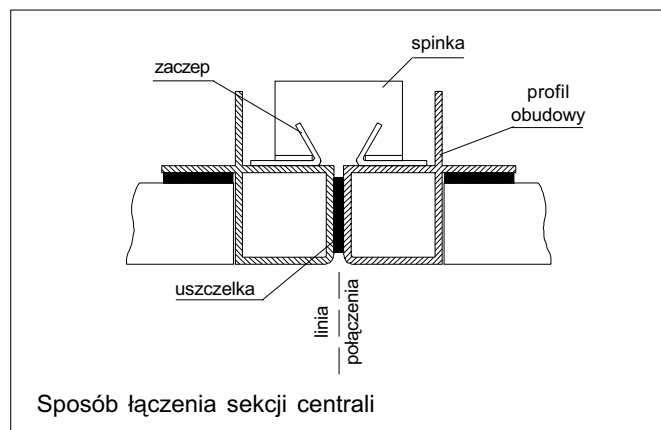 spinka
zaczep
profil
obudowy
uszczelka
linia
połączenia
Sposób łączenia sekcji centrali